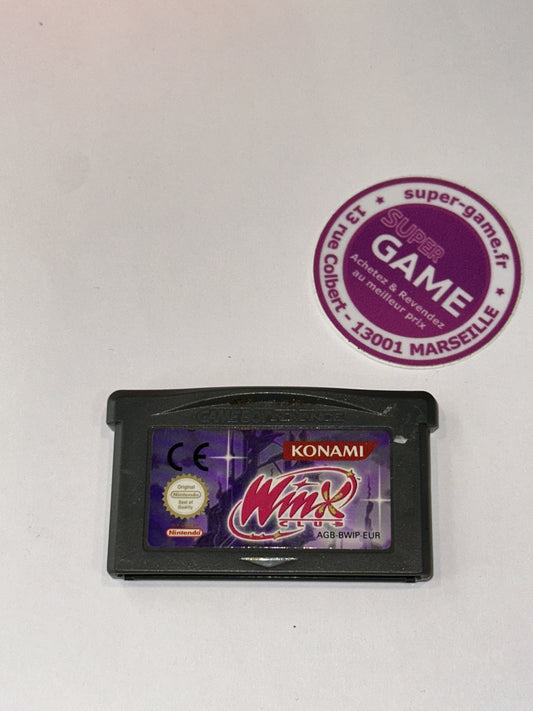 super-game.fr
SUPER
GAME
Achetez & Revendez
au meilleur prix
★ 13 rue Colbert - 13001 MARSEILLE ★
GAME BOY ADVANCE
CE
KONAMI
Original
Nintendo
Seal of
Quality
Winx
CLUB
Nintendo
AGB-BWIP-EUR